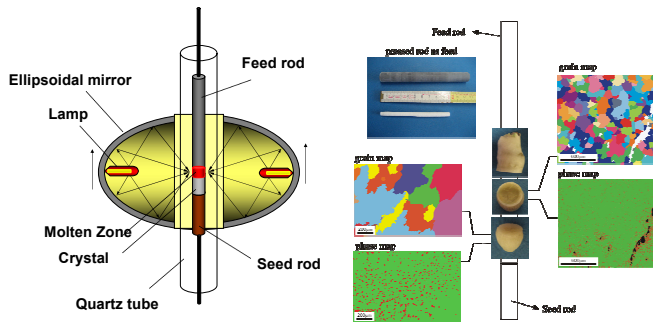 Ellipsoidal mirror
Lamp
Feed rod
Molten Zone
Crystal
Seed rod
Quartz tube
Feed rod
pressed rod as feed
grain map
grain map
phase map
phase map
Seed rod